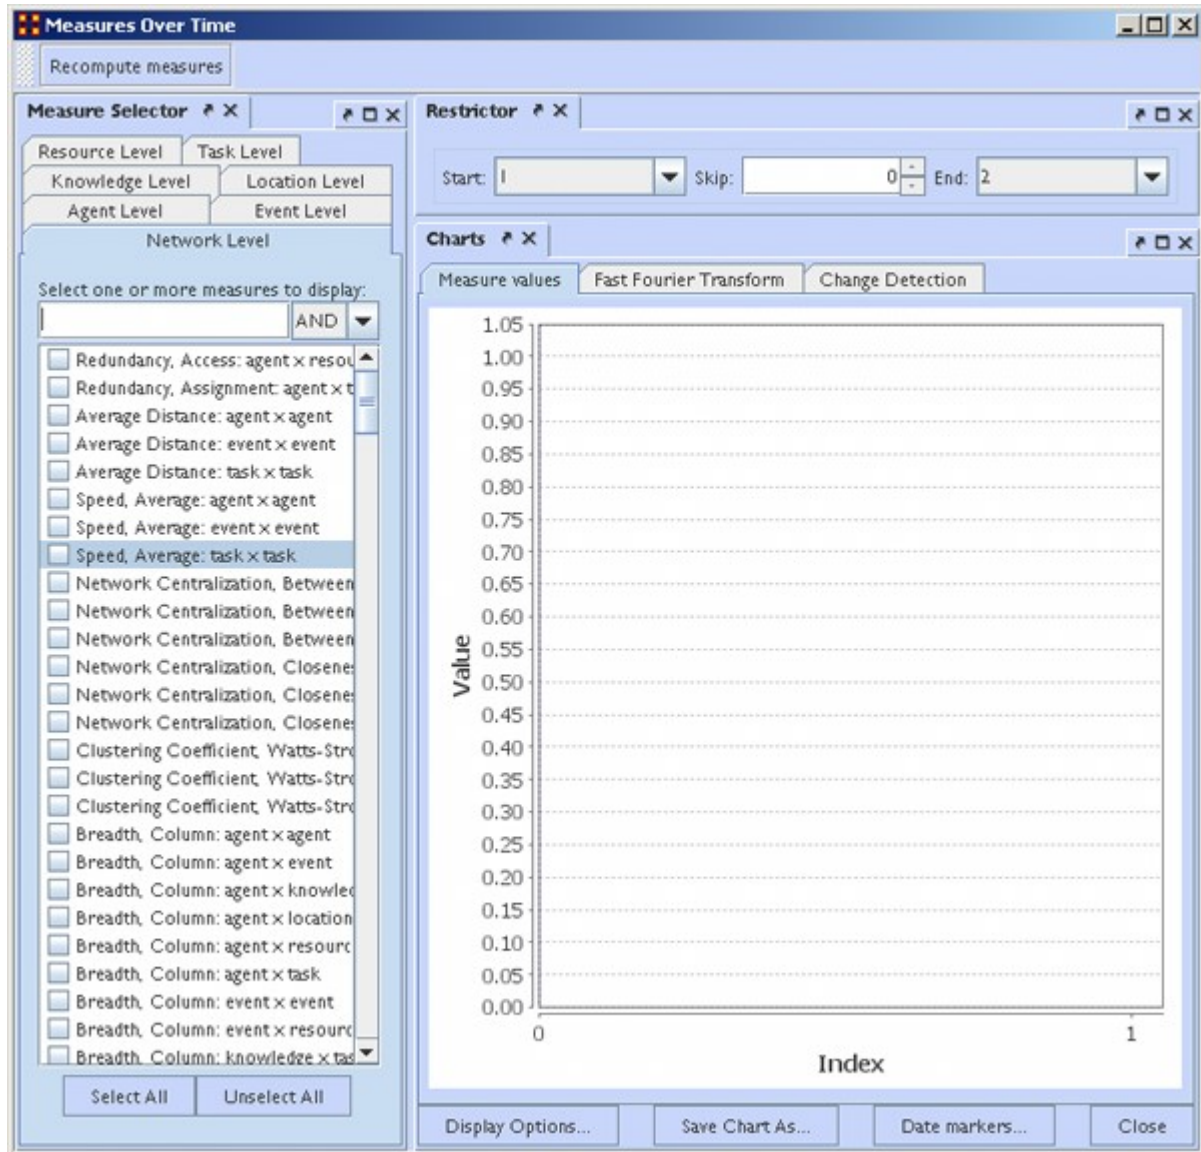 Measures Over Time
Recompute measures
Measure Selector
Resource Level Task Level
Knowledge Level Location Level
Agent Level Event Level
Network Level
Select one or more measures to display:
AND
Redundancy, Access: agent x resou
Redundancy, Assignment: agent x t
Average Distance: agent x agent
Average Distance: event x event
Average Distance: task x task
Speed, Average: agent x agent
Speed, Average: event x event
Speed, Average: task x task
Network Centralization, Between
Network Centralization, Between
Network Centralization, Between
Network Centralization, Closene
Network Centralization, Closene
Network Centralization, Closene
Clustering Coefficient, Watts-Stro
Clustering Coefficient, Watts-Stro
Clustering Coefficient, Watts-Stro
Breadth, Column: agent x agent
Breadth, Column: agent x event
Breadth, Column: agent x knowled
Breadth, Column: agent x location
Breadth, Column: agent x resourc
Breadth, Column: agent x task
Breadth, Column: event x event
Breadth, Column: event x resourc
Breadth, Column: knowledge x tas
Select All Unselect All
Restrictor
Start: 1 Skip: 0 End: 2
Charts
Measure values Fast Fourier Transform Change Detection
1.05
1.00
0.95
0.90
0.85
0.80
0.75
0.70
0.65
0.60
0.55
0.50
0.45
0.40
0.35
0.30
0.25
0.20
0.15
0.10
0.05
0.00
Value
0 1
Index
Display Options... Save Chart As... Date markers... Close